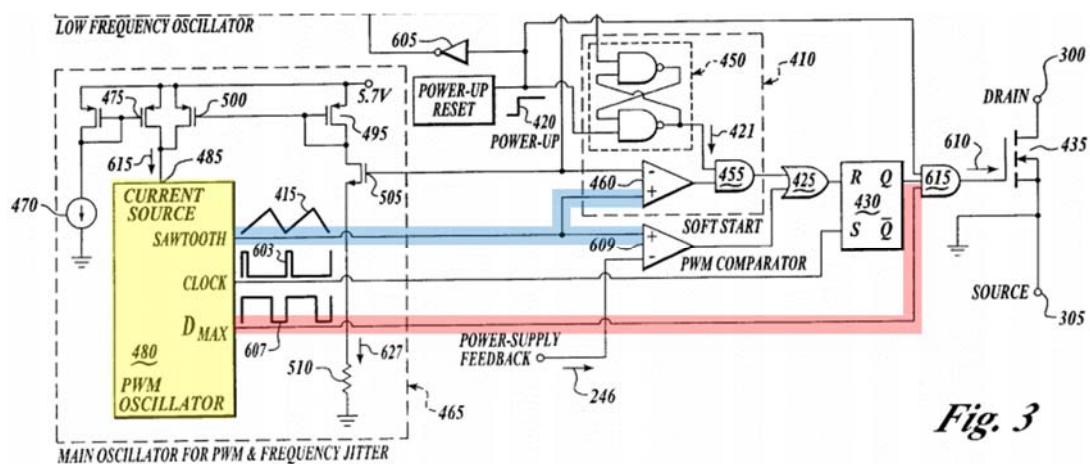 LOW FREQUENCY OSCILLATOR
605
450
410
300
475
500
5.7V
POWER-UP
RESET
DRAIN
495
420
POWER-UP
421
610
435
615
485
470
CURRENT
SOURCE
415
505
460
+
455
425
R Q
430
S Q̅
615
SAWTOOTH
SOFT START
603
609
+
PWM COMPARATOR
CLOCK
SOURCE
D MAX
607
627
POWER-SUPPLY
FEEDBACK
305
480
510
246
PWM
OSCILLATOR
465
Fig. 3
MAIN OSCILLATOR FOR PWM & FREQUENCY JITTER